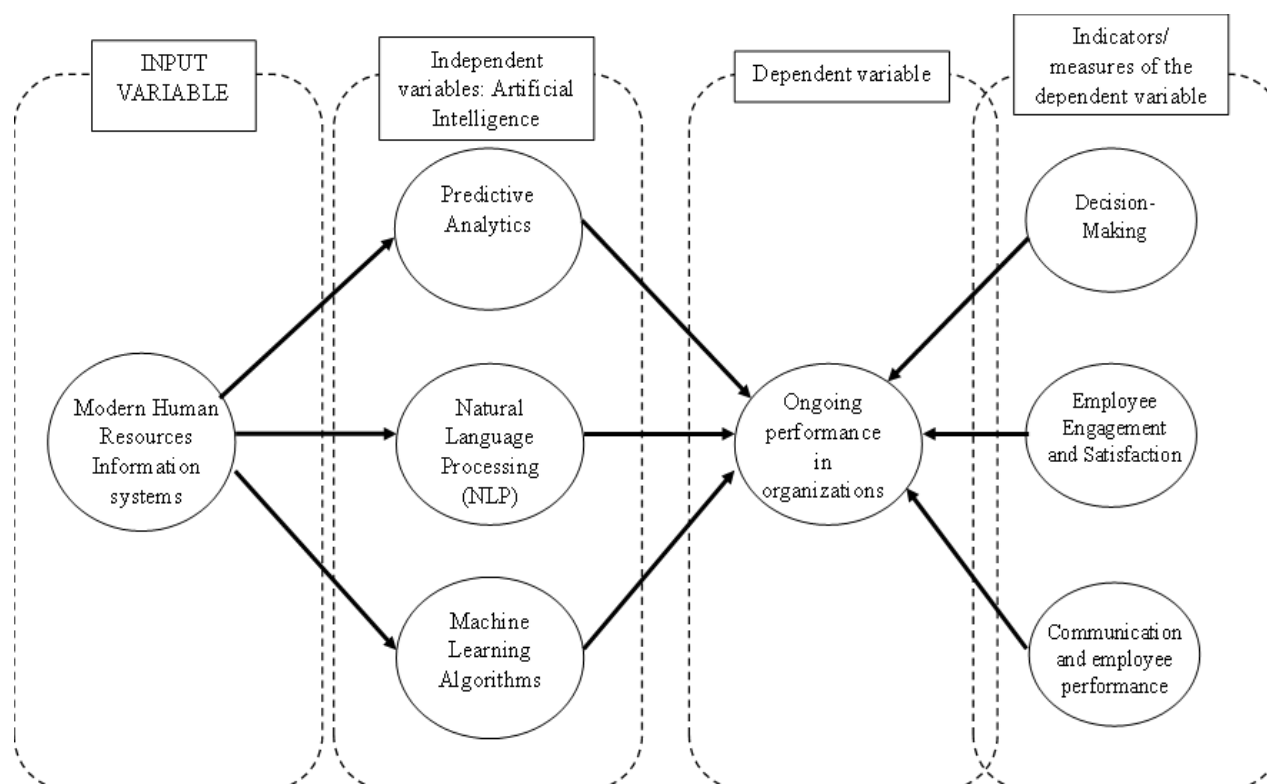 INPUT
VARIABLE
Independent
variables: Artificial
Intelligence
Dependent variable
Indicators/
measures of the
dependent variable
Modern Human
Resources
Information
systems
Predictive
Analytics
Natural
Language
Processing
(NLP)
Machine
Learning
Algorithms
Ongoing
performance
in
organizations
Decision-
Making
Employee
Engagement
and Satisfaction
Communication
and employee
performance